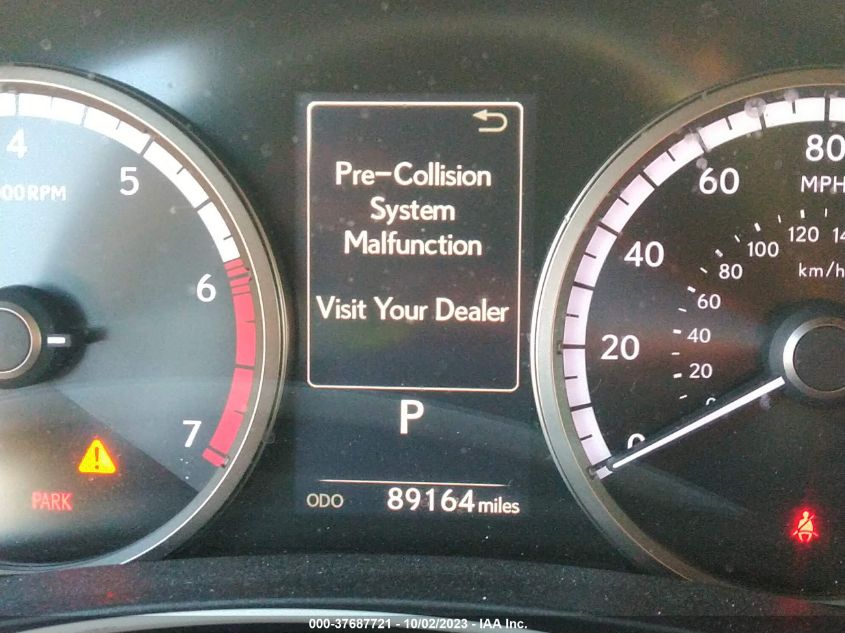 4
5
6
7
00RPM
PARK
Pre-Collision
System
Malfunction
Visit Your Dealer
P
ODO 89164 miles
80
60
40
20
0
MPH
120
100
80
60
40
20
km/h
000-37687721 - 10/02/2023 - IAA Inc.